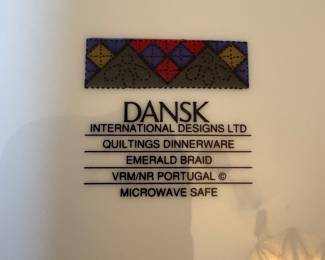 DANSK
INTERNATIONAL DESIGNS LTD
QUILTINGS DINNERWARE
EMERALD BRAID
VRM/NR PORTUGAL ©
MICROWAVE SAFE